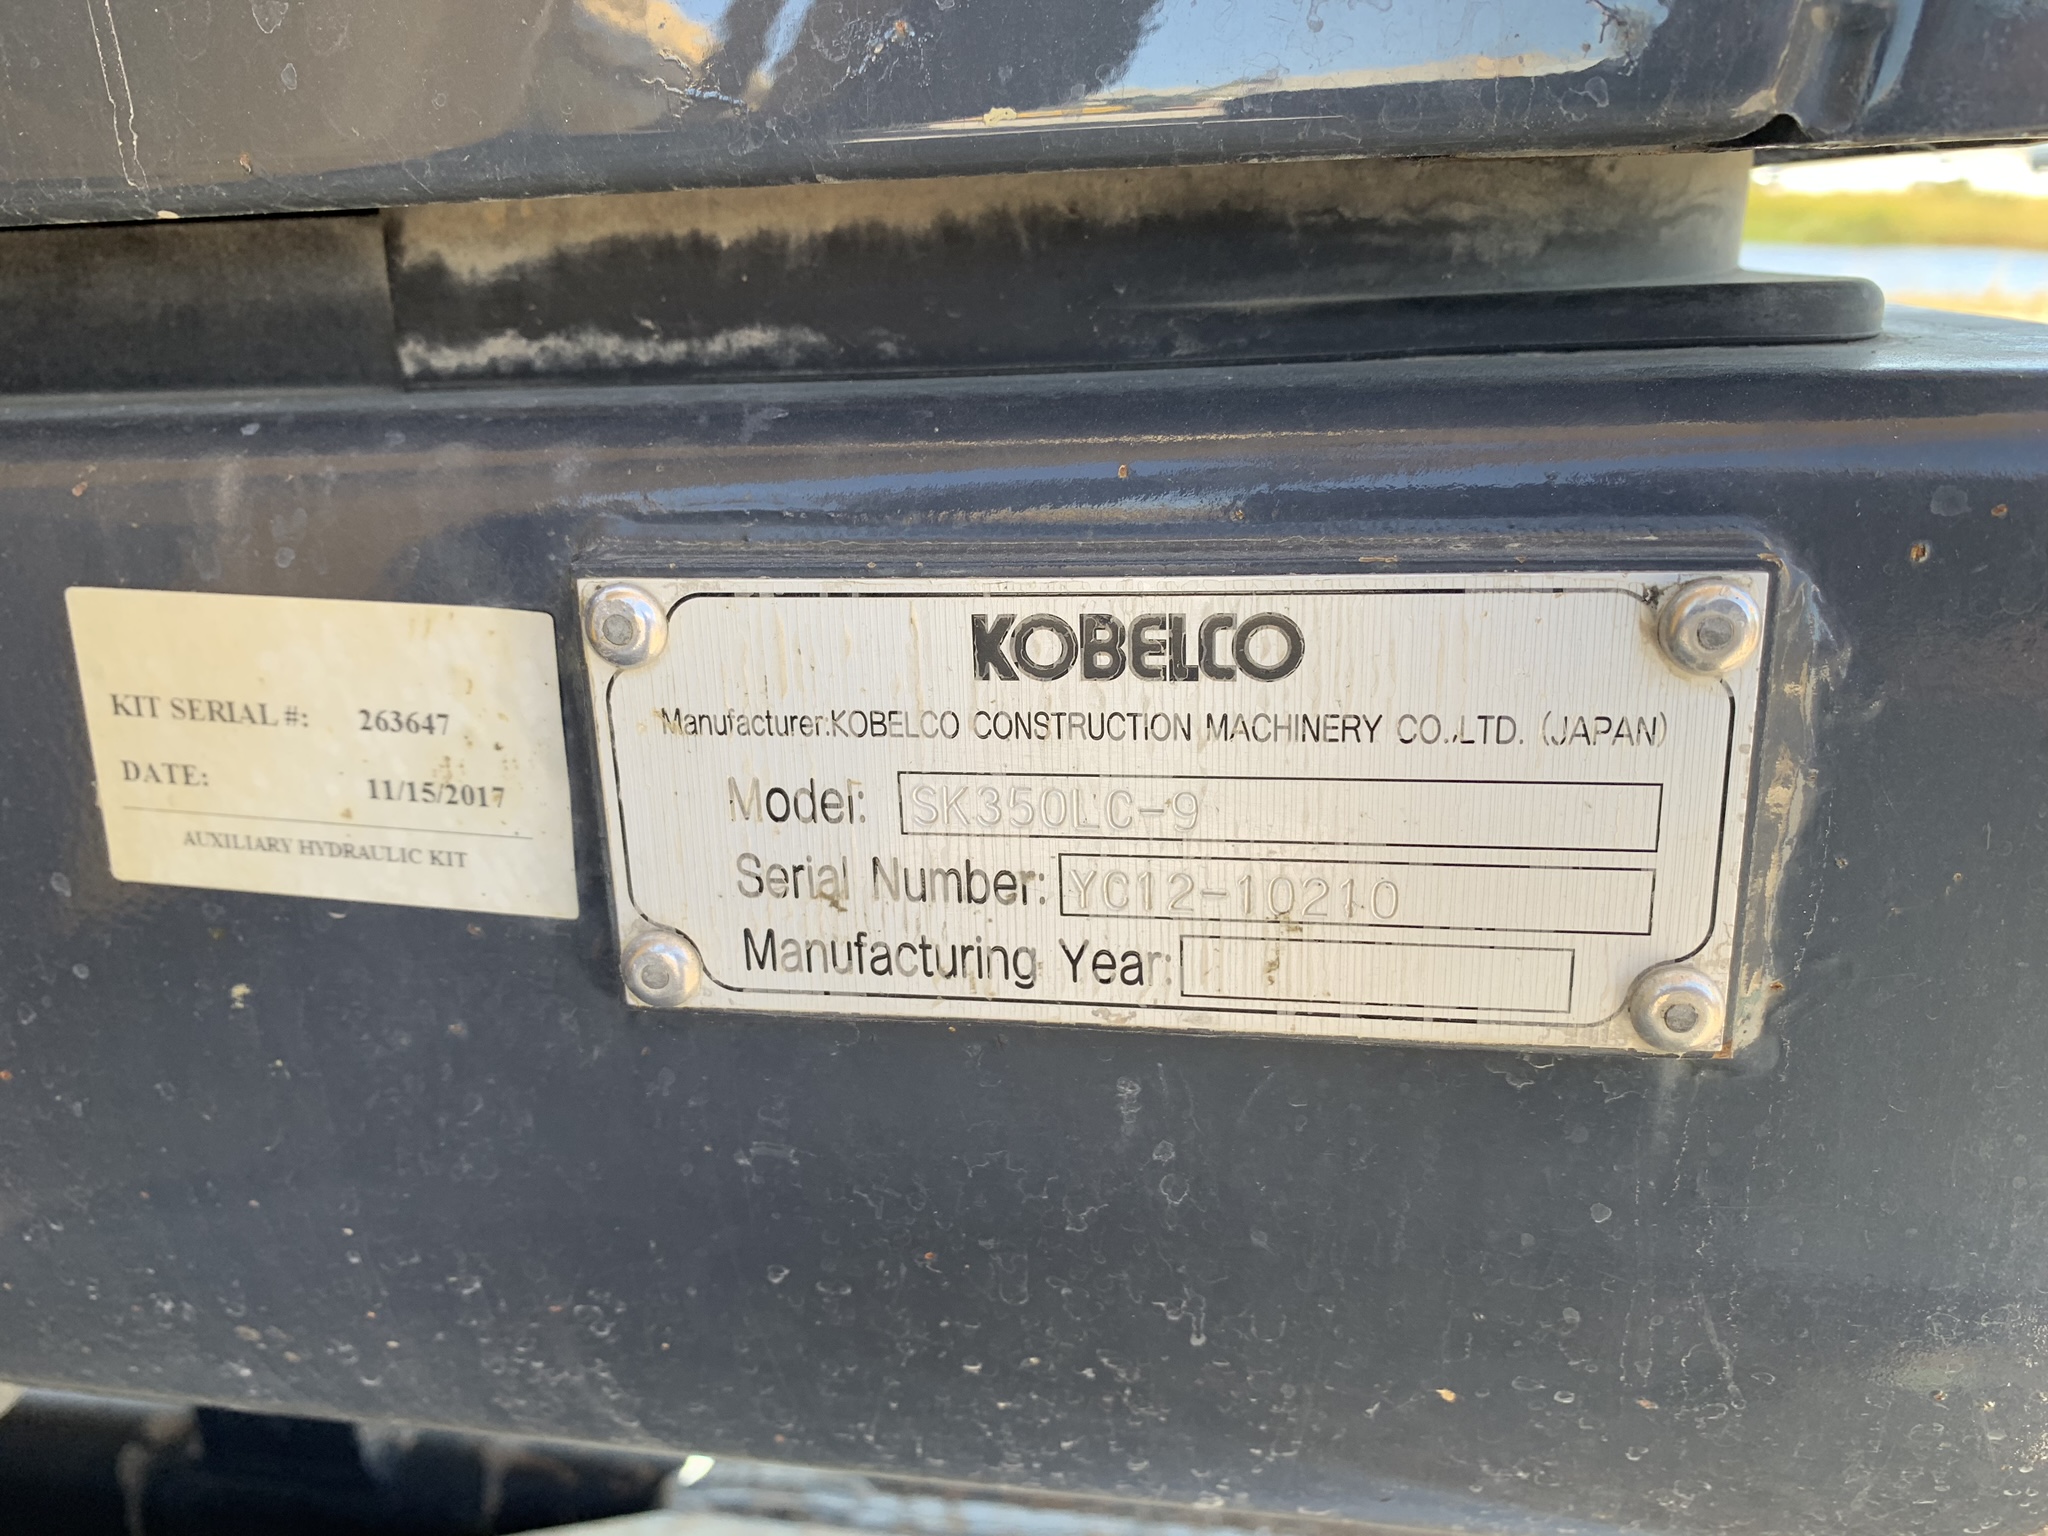 KIT SERIAL #: 263647
DATE: 11/15/2017
AUXILIARY HYDRAULIC KIT
KOBELCO
Manufacturer:KOBELCO CONSTRUCTION MACHINERY CO.,LTD. (JAPAN)
Model: SK350LC-9
Serial Number: YC12-10210
Manufacturing Year: